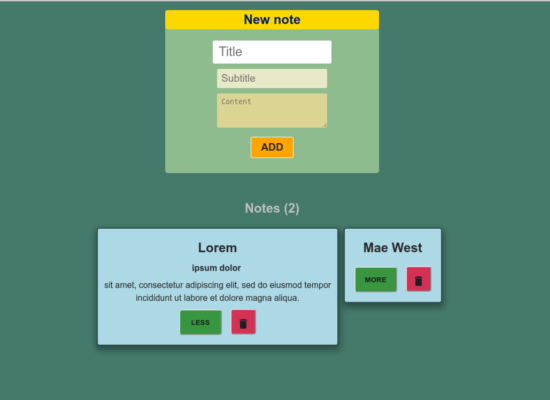 New note
Title
Subtitle
Content
ADD
Notes (2)
Lorem
ipsum dolor
sit amet, consectetur adipiscing elit, sed do eiusmod tempor
incididunt ut labore et dolore magna aliqua.
LESS
Mae West
MORE